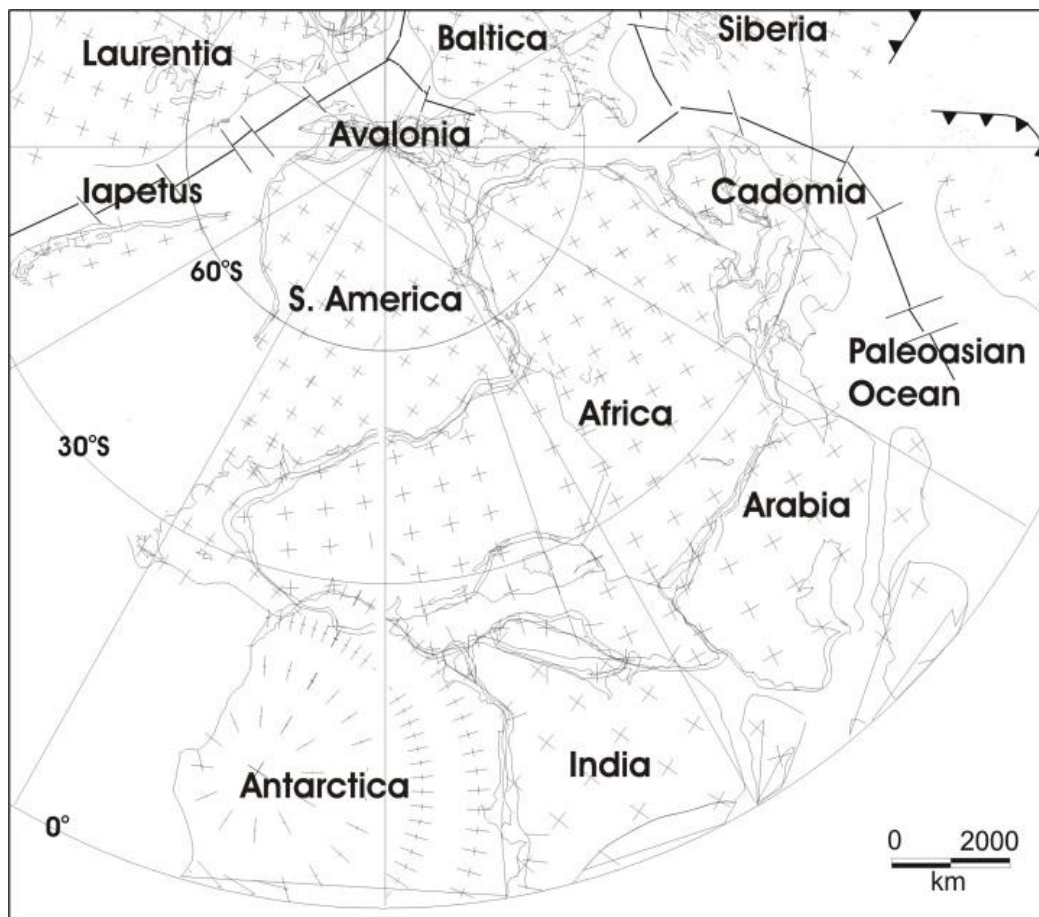 Laurentia
Baltica
Siberia
Avalonia
Iapetus
Cadomia
60°S
S. America
Paleoasian
Ocean
Africa
30°S
Arabia
India
Antarctica
0°
0 2000
km